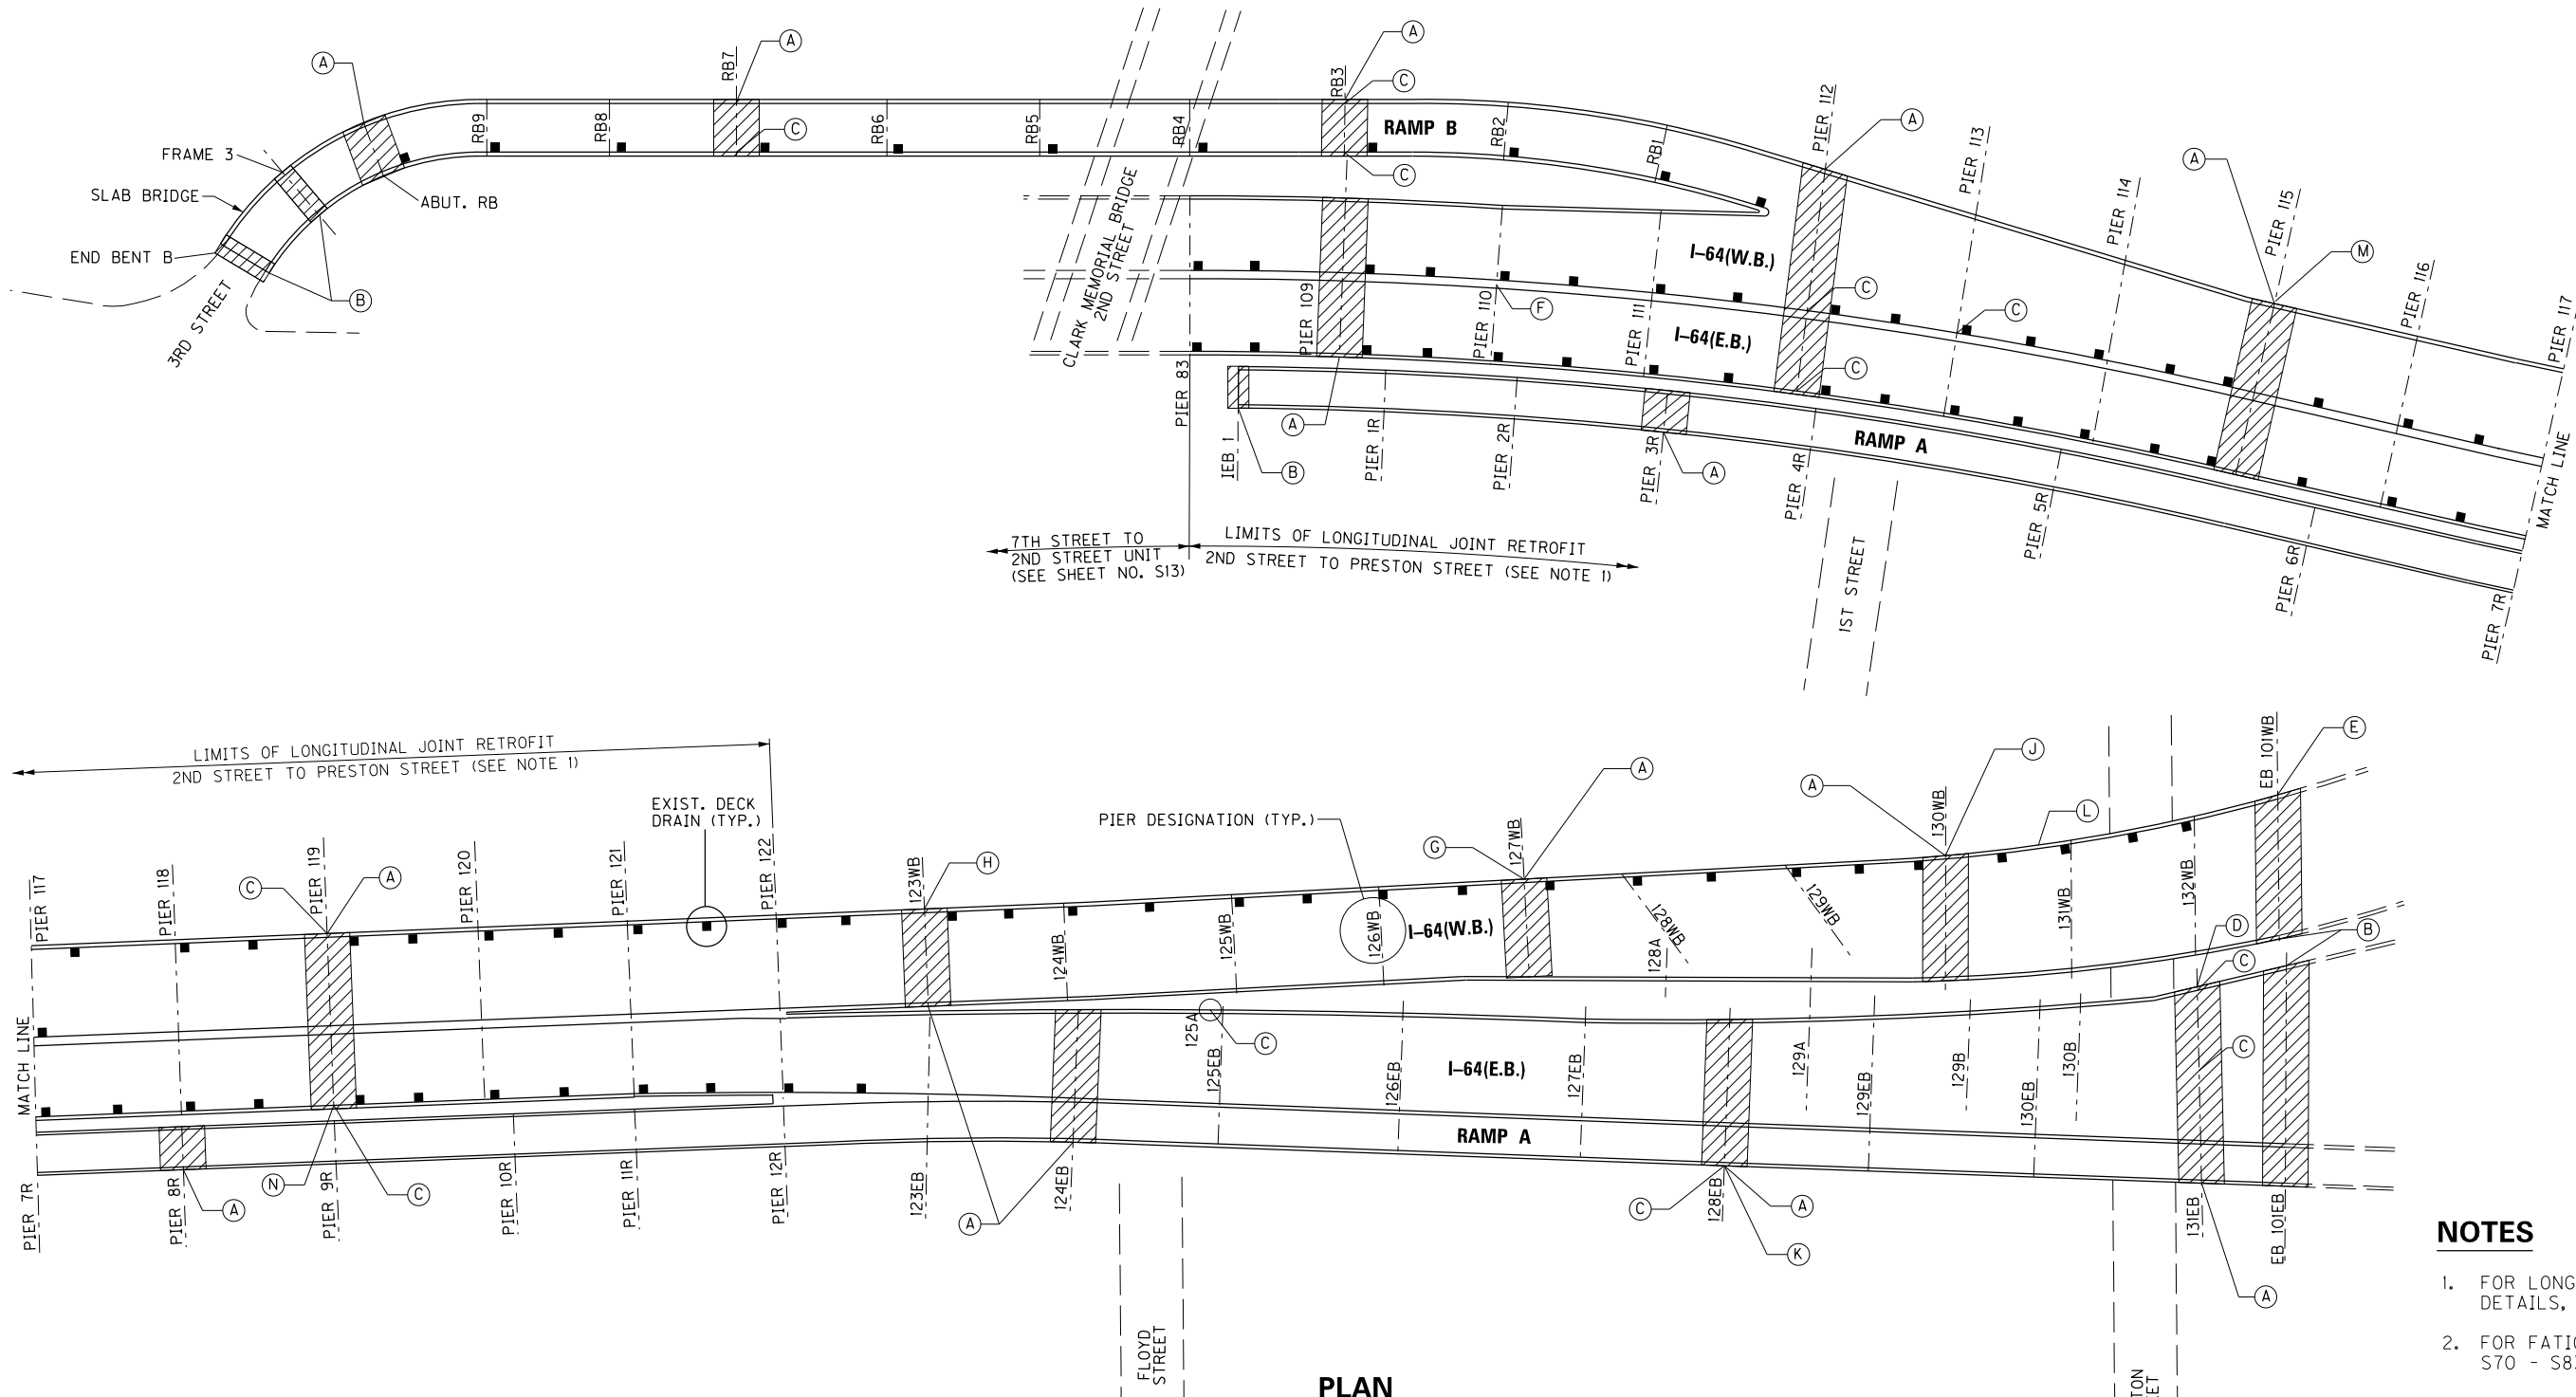 A
A
A
C
RB7
RB3
C
RB9
RB8
RB6
RB5
RB4
RAMP B
RB2
RB1
PIER 112
A
PIER 113
FRAME 3
SLAB BRIDGE
ABUT. RB
END BENT B
B
3RD STREET
C
CLARK MEMORIAL BRIDGE
2ND STREET
I-64(W.B.)
PIER 114
A
PIER 115
M
PIER 116
PIER 117
PIER 109
PIER 110
F
PIER 111
C
C
I-64(E.B.)
C
PIER 83
IEB 1
A
B
PIER 1R
PIER 2R
PIER 3R
A
PIER 4R
RAMP A
PIER 5R
PIER 6R
PIER 7R
MATCH LINE
1ST STREET
7TH STREET TO
2ND STREET UNIT
(SEE SHEET NO. S13)
LIMITS OF LONGITUDINAL JOINT RETROFIT
2ND STREET TO PRESTON STREET (SEE NOTE 1)
LIMITS OF LONGITUDINAL JOINT RETROFIT
2ND STREET TO PRESTON STREET (SEE NOTE 1)
EXIST. DECK
DRAIN (TYP.)
PIER DESIGNATION (TYP.)
A
A
J
EB 101WB
E
PIER 117
PIER 118
C
PIER 119
A
PIER 120
PIER 121
PIER 122
123WB
H
124WB
125WB
126WB
I-64(W.B.)
G
127WB
128WB
128A
129WB
130WB
L
131WB
132WB
D
C
B
MATCH LINE
125A
C
125EB
126EB
I-64(E.B.)
127EB
129A
129EB
129B
130EB
130B
C
RAMP A
PIER 7R
PIER 8R
A
N
PIER 9R
C
PIER 10R
PIER 11R
PIER 12R
123EB
A
124EB
C
128EB
A
K
131EB
A
EB 101EB
FLOYD
STREET
TON
ET
PLAN
NOTES
1. FOR LONG
DETAILS,
2. FOR FATI
S70 - S8